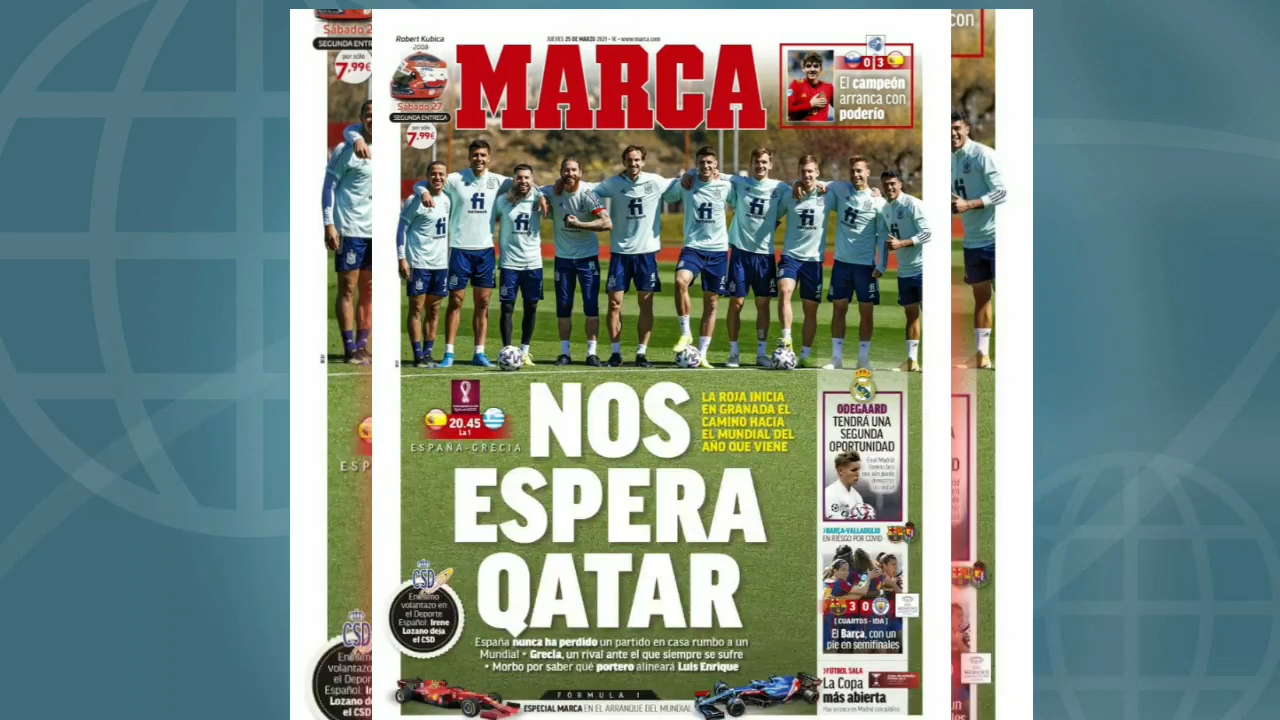 Robert Kubica
2008
Sábado 27
SEGUNDA ENTREGA
por sólo
7,99€
JUEVES 25 DE MARZO 2021 • 1€ • www.marca.com
MARCA
0 3
El campeón
arranca con
poderío
20.45
La 1
ESPAÑA-GRECIA
NOS
ESPERA
QATAR
LA ROJA INICIA
EN GRANADA EL
CAMINO HACIA
EL MUNDIAL DEL
AÑO QUE VIENE
España nunca ha perdido un partido en casa rumbo a un
Mundial • Grecia, un rival ante el que siempre se sufre
• Morbo por saber qué portero alineará Luis Enrique
CSD
Enésimo
volantazo en
el Deporte
Español: Irene
Lozano deja
el CSD
ODEGAARD
TENDRÁ UNA
SEGUNDA
OPORTUNIDAD
BARÇA-VALLADOLID
EN RIESGO POR COVID
3 0
[CUARTOS - IDA]
El Barça, con un
pie en semifinales
FÚTBOL SALA
La Copa
más abierta
FÓRMULA 1
ESPECIAL MARCA EN EL ARRANQUE DEL MUNDIAL